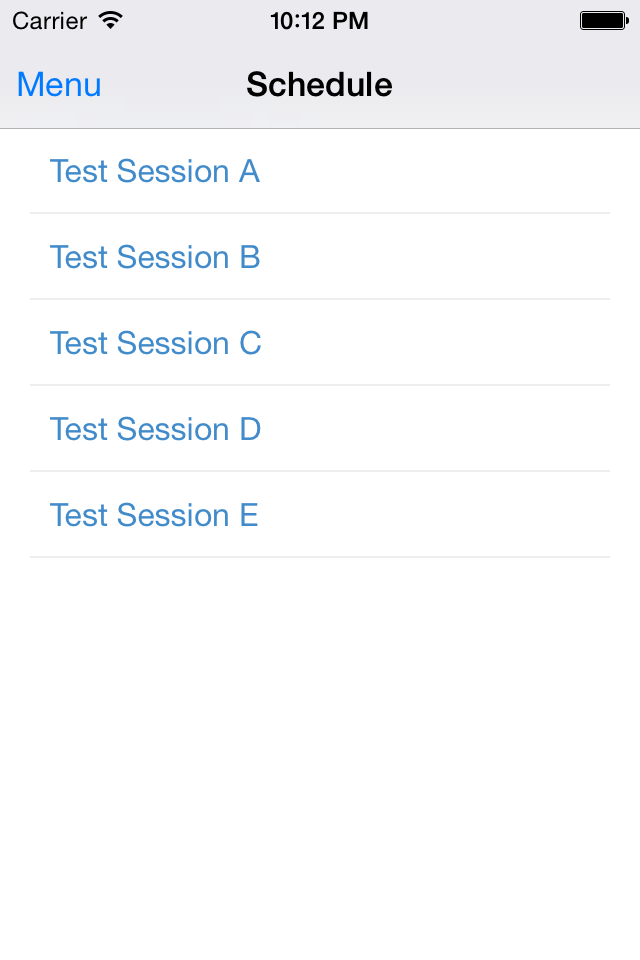 Carrier 10:12 PM
Menu Schedule
Test Session A
Test Session B
Test Session C
Test Session D
Test Session E